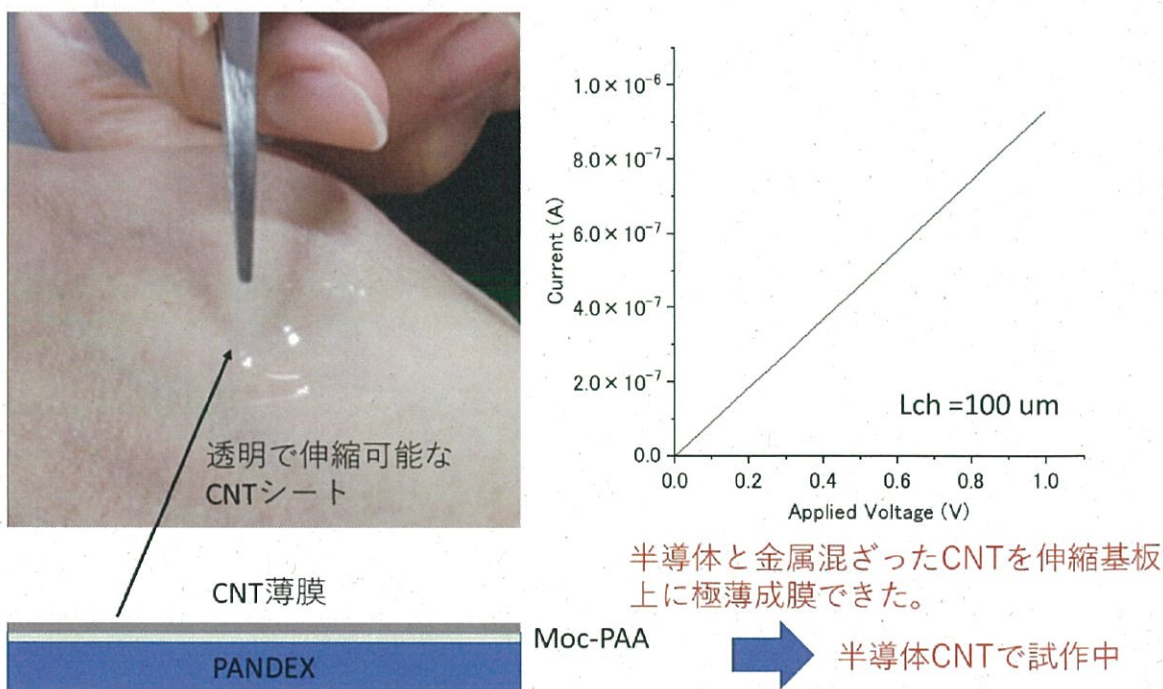 透明で伸縮可能な
CNTシート
CNT薄膜
Moc-PAA
PANDEX
1.0×10⁻⁶
8.0×10⁻⁷
6.0×10⁻⁷
4.0×10⁻⁷
2.0×10⁻⁷
0.0
Current (A)
Lch =100 um
0.0 0.2 0.4 0.6 0.8 1.0
Applied Voltage (V)
半導体と金属混ざったCNTを伸縮基板
上に極薄成膜できた。
半導体CNTで試作中